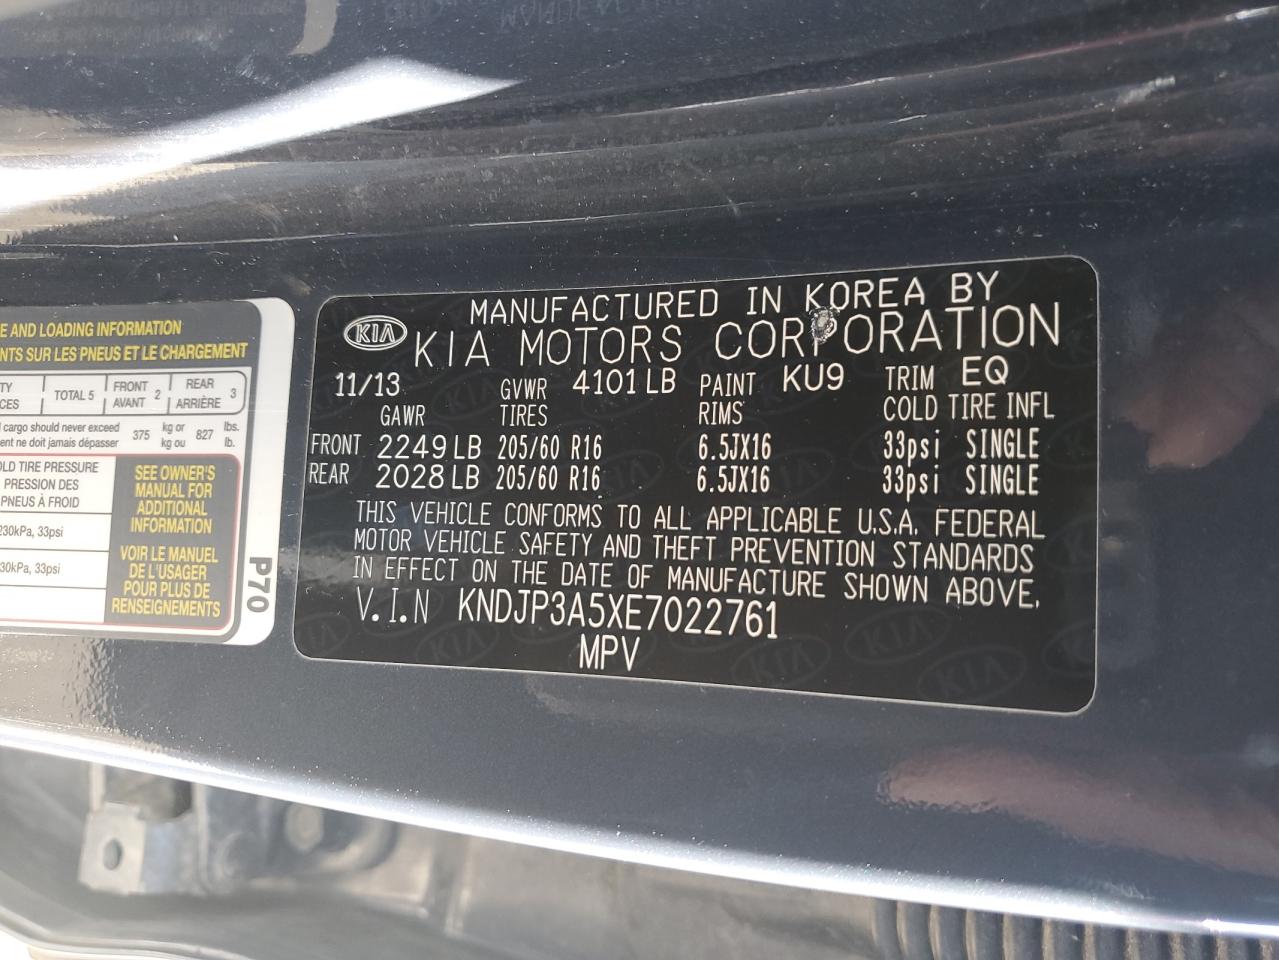 E AND LOADING INFORMATION
NTS SUR LES PNEUS ET LE CHARGEMENT
TY
CES
TOTAL 5
FRONT
AVANT 2
REAR
ARRIÈRE 3
cargo should never exceed
ent ne doit jamais dépasser
375
kg or
kg ou
827
lbs.
lb.
OLD TIRE PRESSURE
PRESSION DES
PNEUS À FROID
230kPa, 33psi
30kPa, 33psi
SEE OWNER'S
MANUAL FOR
ADDITIONAL
INFORMATION
VOIR LE MANUEL
DE L'USAGER
POUR PLUS DE
RENSEIGNEMENTS
P70
MANUFACTURED IN KOREA BY
KIA KIA MOTORS CORPORATION
11/13 GVWR 4101 LB PAINT KU9 TRIM EQ
GAWR TIRES RIMS COLD TIRE INFL
FRONT 2249 LB 205/60 R16 6.5JX16 33psi SINGLE
REAR 2028 LB 205/60 R16 6.5JX16 33psi SINGLE
THIS VEHICLE CONFORMS TO ALL APPLICABLE U.S.A. FEDERAL
MOTOR VEHICLE SAFETY AND THEFT PREVENTION STANDARDS
IN EFFECT ON THE DATE OF MANUFACTURE SHOWN ABOVE.
V.I.N KNDJP3A5XE7022761
MPV